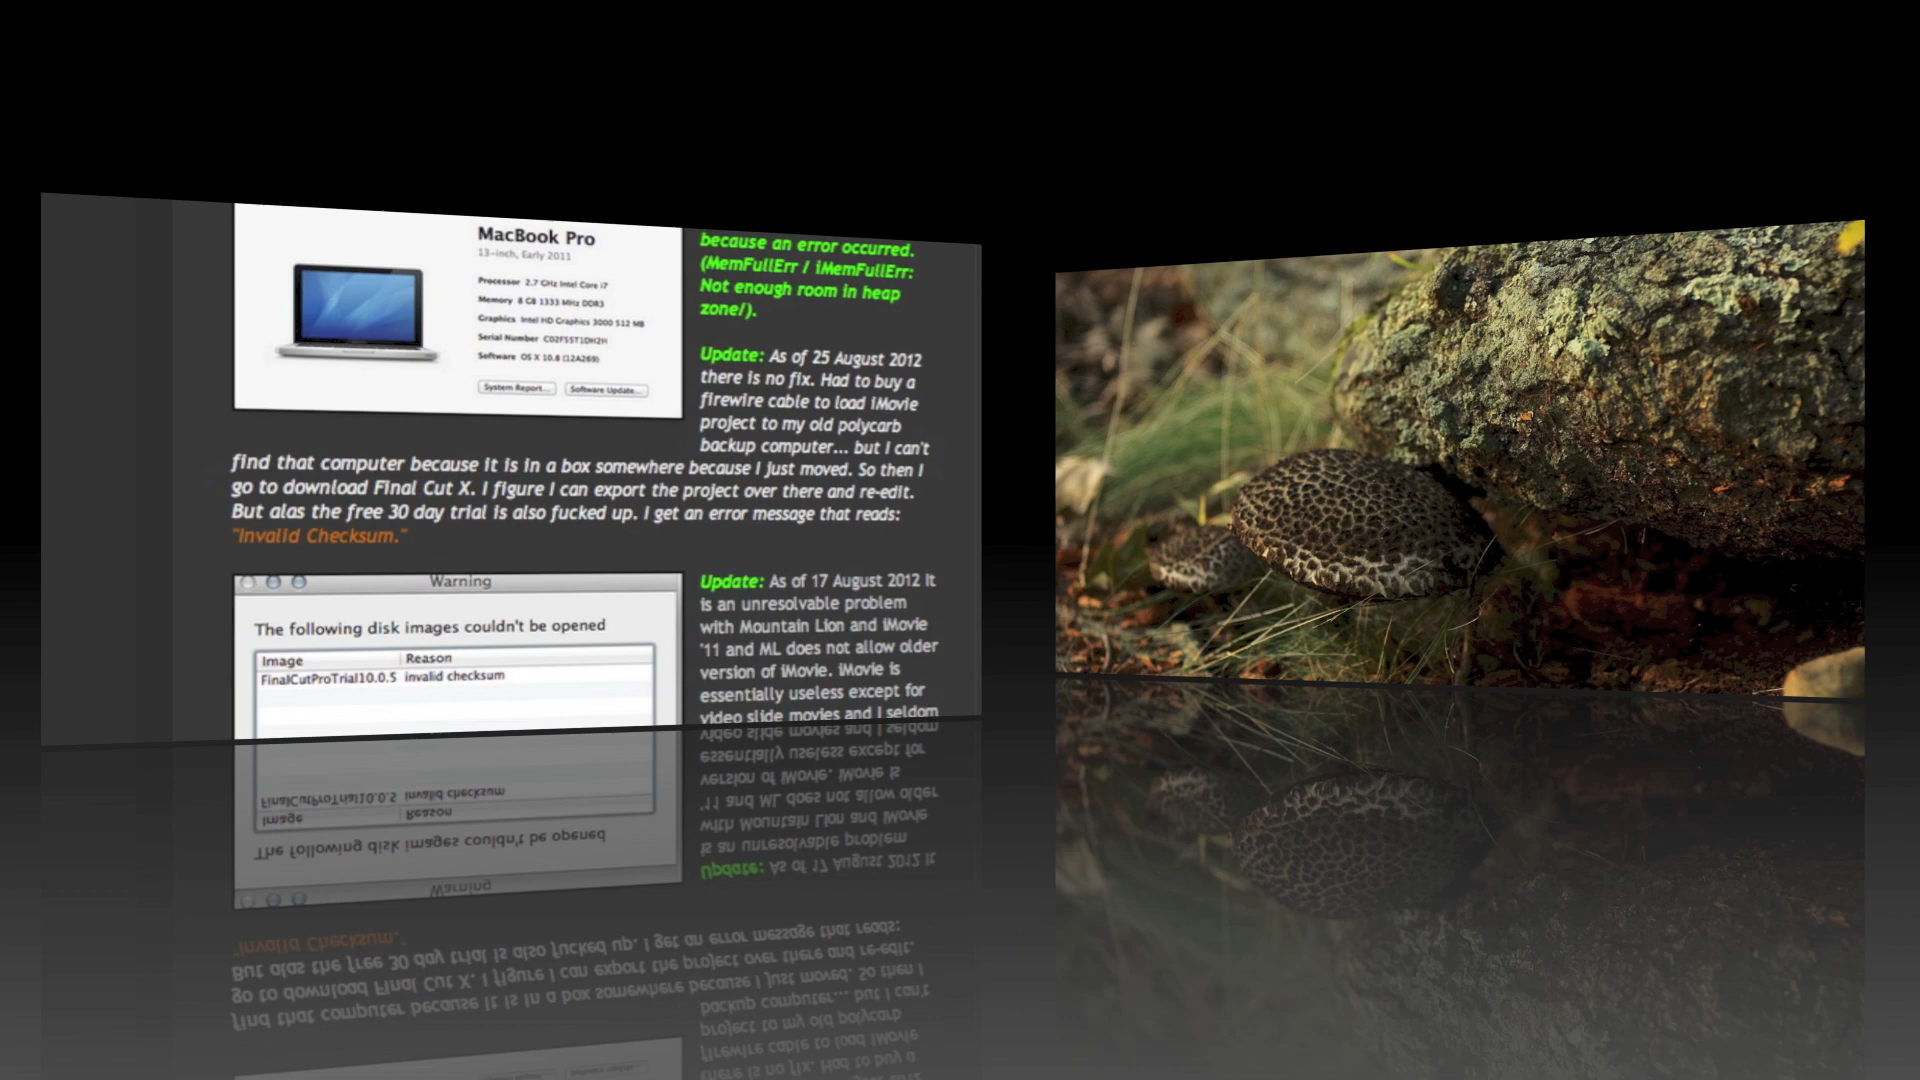 MacBook Pro
13-inch, Early 2011
Processor 2.7 GHz Intel Core i7
Memory 8 GB 1333 MHz DDR3
Graphics Intel HD Graphics 3000 512 MB
Serial Number C02F55T1DH2H
Software OS X 10.8 (12A269)
System Report... Software Update...
because an error occurred.
(MemFullErr / iMemFullErr:
Not enough room in heap
zone/).
Update: As of 25 August 2012
there is no fix. Had to buy a
firewire cable to load iMovie
project to my old polycarb
backup computer... but I can't
find that computer because it is in a box somewhere because I just moved. So then I
go to download Final Cut X. I figure I can export the project over there and re-edit.
But alas the free 30 day trial is also fucked up. I get an error message that reads:
"Invalid Checksum."
Warning
The following disk images couldn't be opened
Image Reason
FinalCutProTrial10.0.5 invalid checksum
Update: As of 17 August 2012 it
is an unresolvable problem
with Mountain Lion and iMovie
'11 and ML does not allow older
version of iMovie. iMovie is
essentially useless except for
video slide movies and I seldom